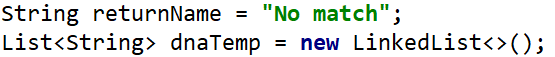 String returnName = "No match";
List<String> dnaTemp = new LinkedList<>();